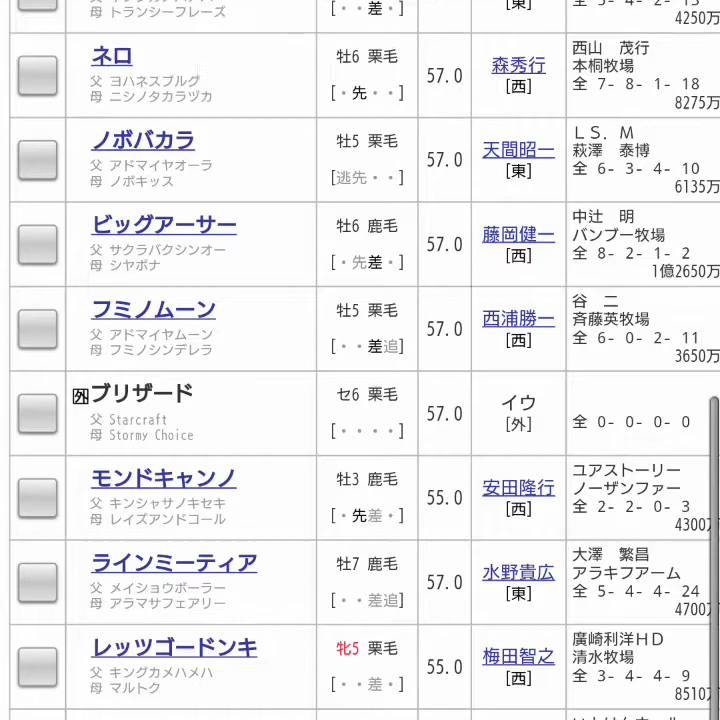 母 トランシーフレーズ
[・・差・]
[東]
4250万
ネロ
父 ヨハネスブルグ
母 ニシノタカラヅカ
牡6 栗毛
[・先・・]
57.0
森秀行
[西]
西山　茂行
本桐牧場
全 7- 8- 1- 18
8275万
ノボバカラ
父 アドマイヤオーラ
母 ノボキッス
牡5 栗毛
[逃先・・]
57.0
天間昭一
[東]
ＬＳ．Ｍ
萩澤　泰博
全 6- 3- 4- 10
6135万
ビッグアーサー
父 サクラバクシンオー
母 シヤボナ
牡6 鹿毛
[・先差・]
57.0
藤岡健一
[西]
中辻　明
バンブー牧場
全 8- 2- 1- 2
1億2650万
フミノムーン
父 アドマイヤムーン
母 フミノシンデレラ
牡5 栗毛
[・・差追]
57.0
西浦勝一
[西]
谷　二
斉藤英牧場
全 6- 0- 2- 11
3650万
外ブリザード
父 Starcraft
母 Stormy Choice
セ6 栗毛
[・・・・]
57.0
イウ
[外]
全 0- 0- 0- 0
モンドキャンノ
父 キンシャサノキセキ
母 レイズアンドコール
牡3 鹿毛
[・先差・]
55.0
安田隆行
[西]
ユアストーリー
ノーザンファー
全 2- 2- 0- 3
4300万
ラインミーティア
父 メイショウボーラー
母 アラマサフェアリー
牡7 鹿毛
[・・差追]
57.0
水野貴広
[東]
大澤　繁昌
アラキフアーム
全 5- 4- 4- 24
4700万
レッツゴードンキ
父 キングカメハメハ
母 マルトク
牝5 栗毛
[・・差・]
55.0
梅田智之
[西]
廣崎利洋ＨＤ
清水牧場
全 3- 4- 4- 9
8510万